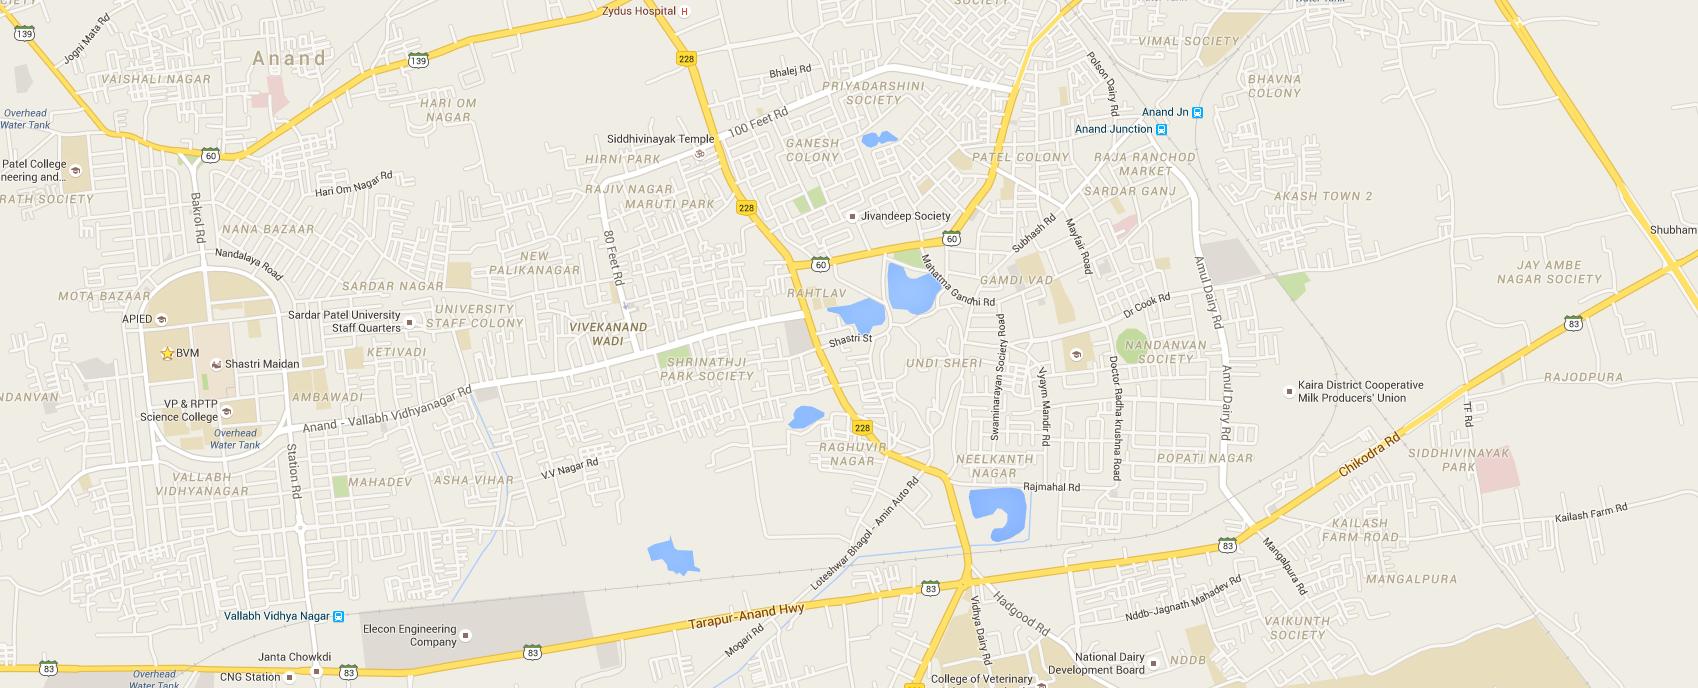 SOCIETY
Zydus Hospital H
SOCIETY
139
Jogni Mata Rd
Anand
139
228
Polson Dairy Rd
VIMAL SOCIETY
VAISHALI NAGAR
Bhalej Rd
PRIYADARSHINI
SOCIETY
BHAVNA
COLONY
HARI OM
NAGAR
Overhead
Water Tank
100 Feet Rd
Anand Jn
Anand Junction
Siddhivinayak Temple
GANESH
COLONY
60
HIRNI PARK
PATEL COLONY
RAJA RANCHOD
MARKET
Patel College
neering and...
Hari Om Nagar Rd
RAJIV NAGAR
MARUTI PARK
SARDAR GANJ
AKASH TOWN 2
RATH SOCIETY
Bakrol Rd
228
Jivandeep Society
Subhash Rd
Mayfair Road
NANA BAZAAR
80 Feet Rd
60
Shubham
Nandalaya Road
NEW
PALIKANAGAR
60
Mahatma Gandhi Rd
GAMDI VAD
Amul Dairy Rd
JAY AMBE
NAGAR SOCIETY
MOTA BAZAAR
SARDAR NAGAR
RAHTLAV
Dr Cook Rd
APIED
Sardar Patel University
Staff Quarters
UNIVERSITY
STAFF COLONY
VIVEKANAND
WADI
Shastri St
Swaminarayan Society Road
83
BVM
Shastri Maidan
KETIVADI
SHRINATHJI
PARK SOCIETY
UNDI SHERI
Vyaym Mandir Rd
Doctor Radha krushna Road
NANDANVAN
SOCIETY
Amul Dairy Rd
Kaira District Cooperative
Milk Producers' Union
RAJODPURA
NDANVAN
AMBAWADI
VP & RPTP
Science College
Anand - Vallabh Vidhyanagar Rd
TF Rd
Overhead
Water Tank
228
Chikodra Rd
RAGHUVIR
NAGAR
NEELKANTH
NAGAR
POPATI NAGAR
SIDDHIVINAYAK
PARK
VALLABH
VIDHYANAGAR
Station Rd
MAHADEV
ASHA VIHAR
V.V Nagar Rd
Rajmahal Rd
Loteshwar Bhagol - Amin Auto Rd
Kailash Farm Rd
KAILASH
FARM ROAD
83
Mangalpura Rd
MANGALPURA
83
Nddb-Jagnath Mahadev Rd
Vallabh Vidhya Nagar
Tarapur-Anand Hwy
Hadgood Rd
Vidhya Dairy Rd
VAIKUNTH
SOCIETY
Elecon Engineering
Company
Mogari Rd
83
Janta Chowkdi
National Dairy
Development Board
NDDB
83
83
CNG Station
Overhead
Water Tank
College of Veterinary